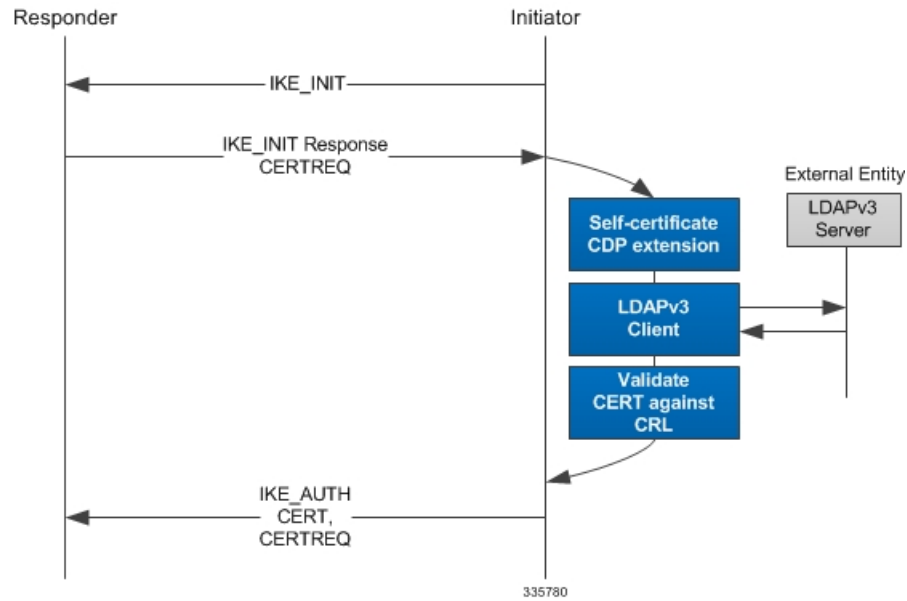 Responder
Initiator
IKE_INIT
IKE_INIT Response
CERTREQ
External Entity
LDAPv3
Server
Self-certificate
CDP extension
LDAPv3
Client
Validate
CERT against
CRL
IKE_AUTH
CERT,
CERTREQ
335780